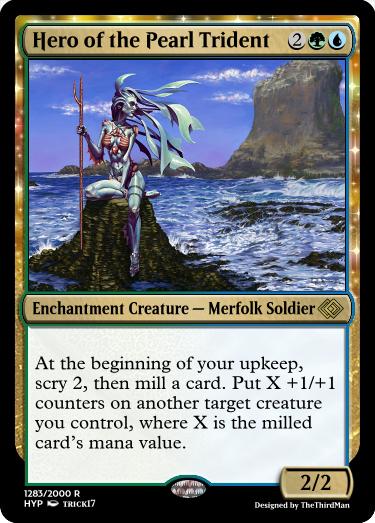 Hero of the Pearl Trident 2
Enchantment Creature — Merfolk Soldier
At the beginning of your upkeep,
scry 2, then mill a card. Put X +1/+1
counters on another target creature
you control, where X is the milled
card's mana value.
2/2
1283/2000 R
HYP TRICKI7
Designed by TheThirdMan